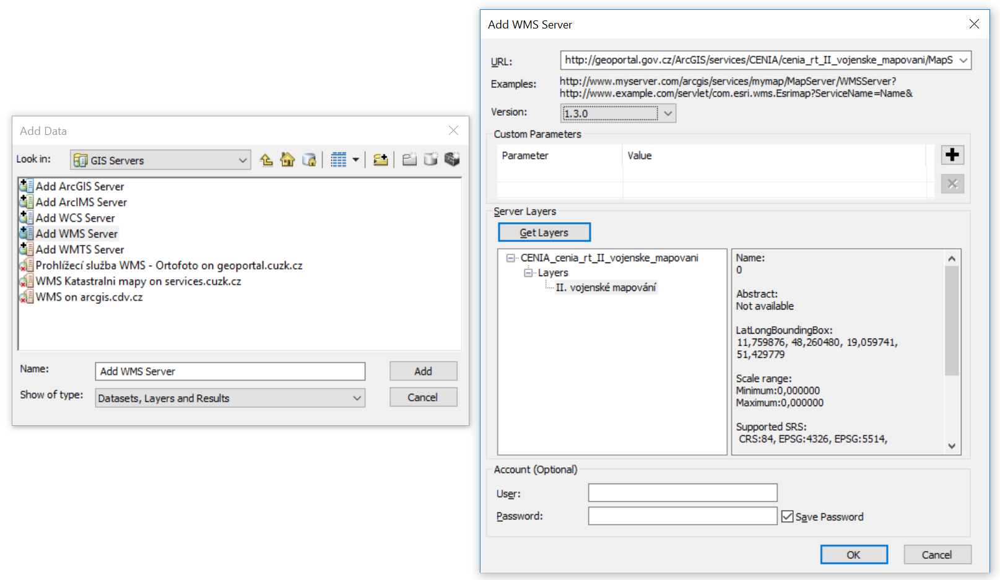 Add Data
Look in:
GIS Servers
Add ArcGIS Server
Add ArcIMS Server
Add WCS Server
Add WMS Server
Add WMTS Server
Prohlížecí služba WMS - Ortofoto on geoportal.cuzk.cz
WMS Katastralni mapy on services.cuzk.cz
WMS on arcgis.cdv.cz
Name:
Add WMS Server
Add
Show of type:
Datasets, Layers and Results
Cancel
Add WMS Server
URL:
http://geoportal.gov.cz/ArcGIS/services/CENIA/cenia_rt_II_vojenske_mapovani/MapS
Examples:
http://www.myserver.com/arcgis/services/mymap/MapServer/WMSServer?
http://www.example.com/servlet/com.esri.wms.Esrimap?ServiceName=Name&
Version:
1.3.0
Custom Parameters
Parameter Value
Server Layers
Get Layers
CENIA_cenia_rt_II_vojenske_mapovani
Layers
II. vojenské mapování
Name:
0
Abstract:
Not available
LatLongBoundingBox:
11,759876, 48,260480, 19,059741,
51,429779
Scale range:
Minimum:0,000000
Maximum:0,000000
Supported SRS:
CRS:84, EPSG:4326, EPSG:5514,
Account (Optional)
User:
Password:
Save Password
OK
Cancel